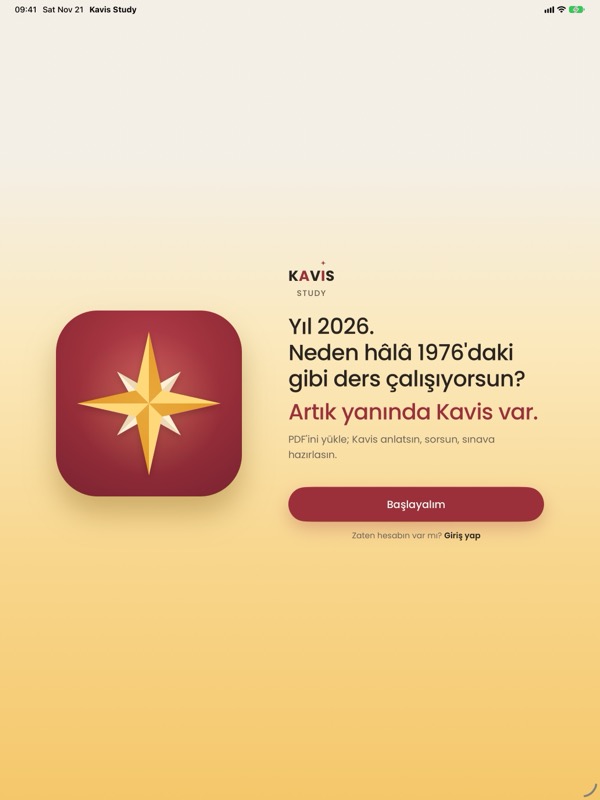 09:41 Sat Nov 21 Kavis Study
KAVIS
STUDY
Yıl 2026.
Neden hâlâ 1976'daki
gibi ders çalışıyorsun?
Artık yanında Kavis var.
PDF'ini yükle; Kavis anlatsın, sorsun, sınava
hazırlasın.
Başlayalım
Zaten hesabın var mı? Giriş yap